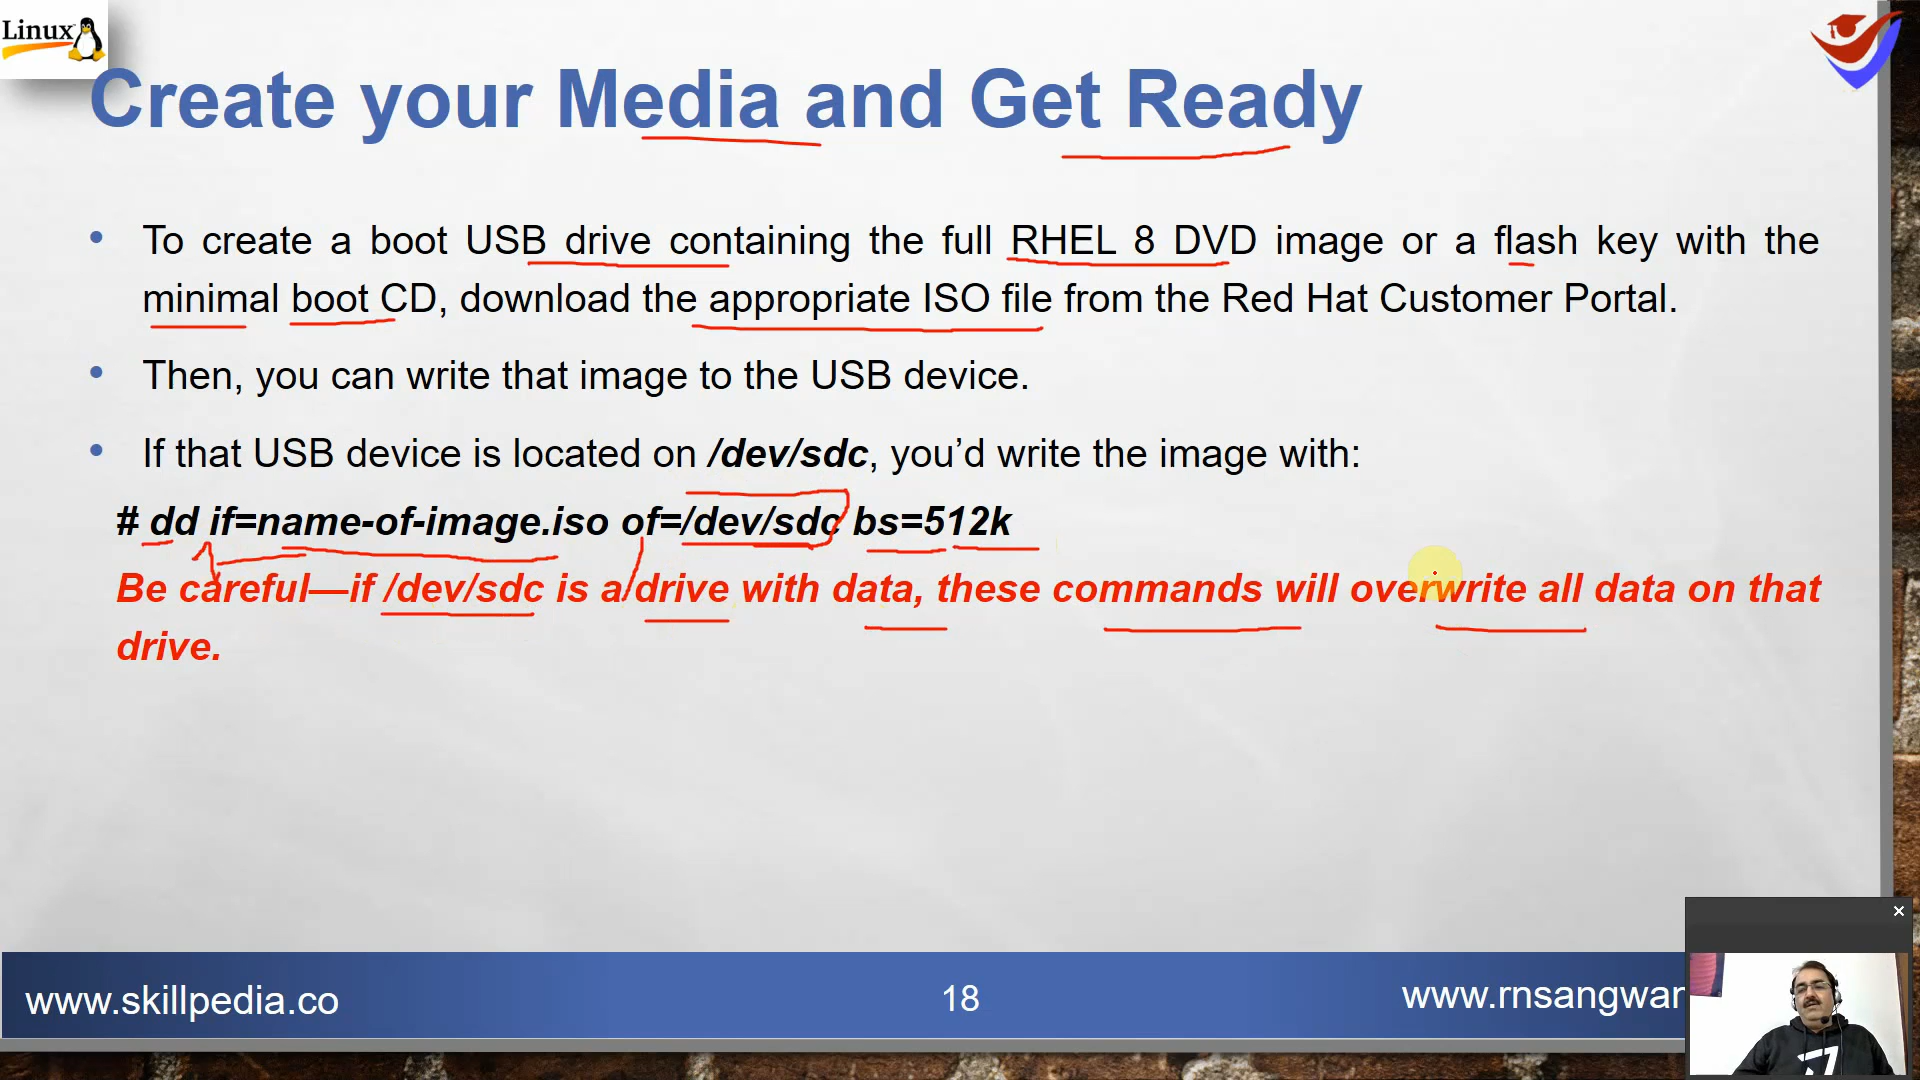 Linux
Create your Media and Get Ready
• To create a boot USB drive containing the full RHEL 8 DVD image or a flash key with the
minimal boot CD, download the appropriate ISO file from the Red Hat Customer Portal.
• Then, you can write that image to the USB device.
• If that USB device is located on /dev/sdc, you’d write the image with:
# dd if=name-of-image.iso of=/dev/sdc bs=512k
Be careful—if /dev/sdc is a drive with data, these commands will overwrite all data on that
drive.
www.skillpedia.co
18
www.rnsangwan